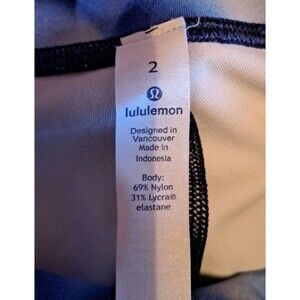 2
lululemon
Designed in
Vancouver
Made in
Indonesia
Body:
69% Nylon
31% Lycra®
elastane